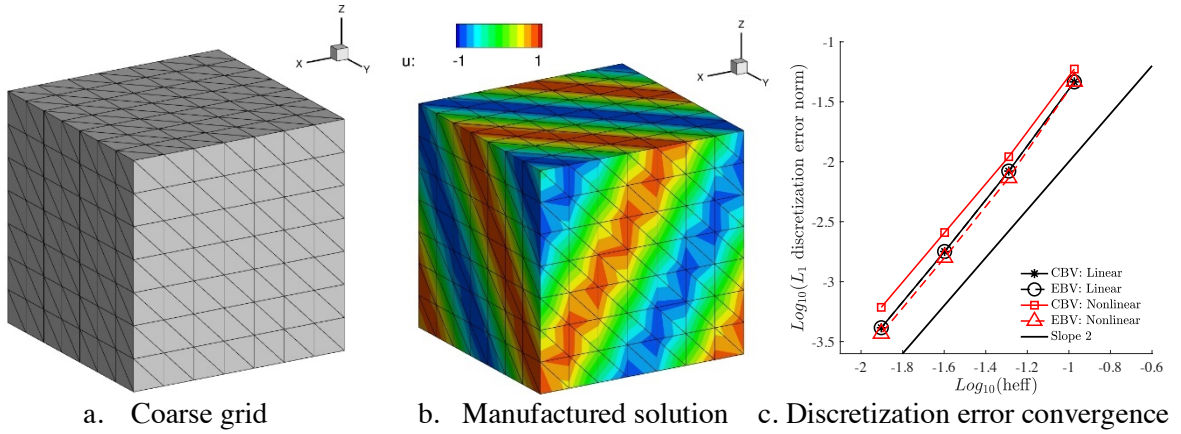 Z
X
Y
u:
-1
1
Z
X
Y
Log10(L1 discretization error norm)
-1
-1.5
-2
-2.5
-3
-3.5
CBV: Linear
EBV: Linear
CBV: Nonlinear
EBV: Nonlinear
Slope 2
-2
-1.8
-1.6
-1.4
-1.2
-1
-0.8
-0.6
Log10(heff)
a. Coarse grid
b. Manufactured solution
c. Discretization error convergence